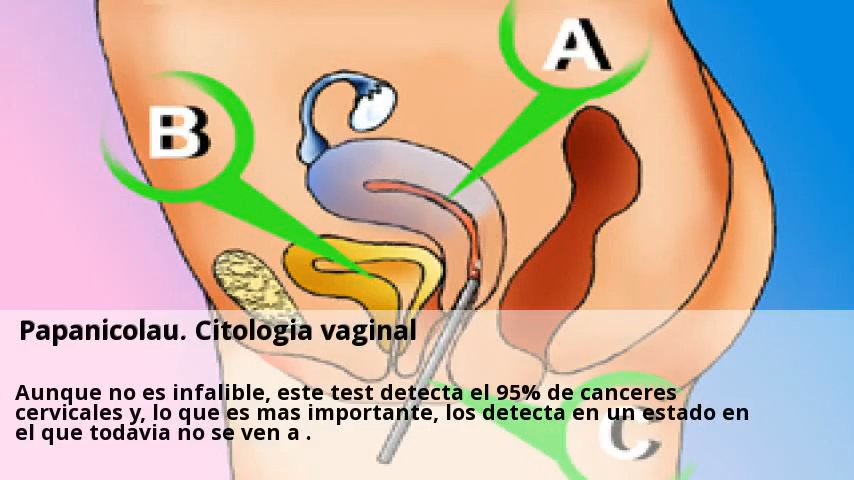 A
B
Papanicolau. Citologia vaginal
Aunque no es infalible, este test detecta el 95% de canceres
cervicales y, lo que es mas importante, los detecta en un estado en
el que todavia no se ven a .
C